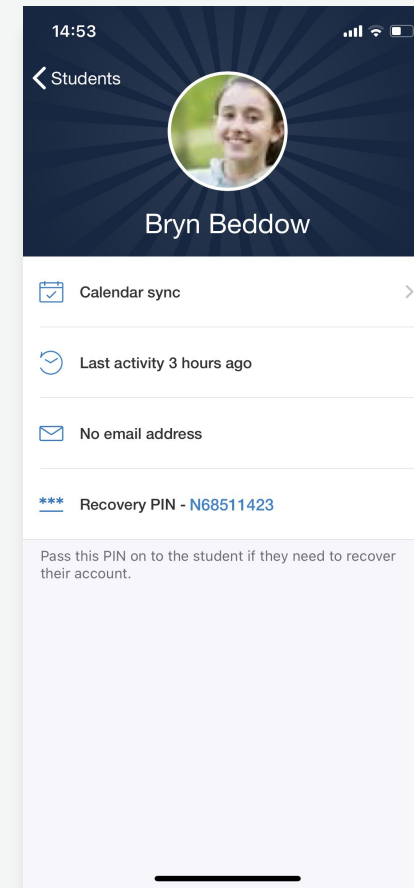 14:53
Students
Bryn Beddow
Calendar sync
Last activity 3 hours ago
No email address
*** Recovery PIN - N68511423
Pass this PIN on to the student if they need to recover
their account.